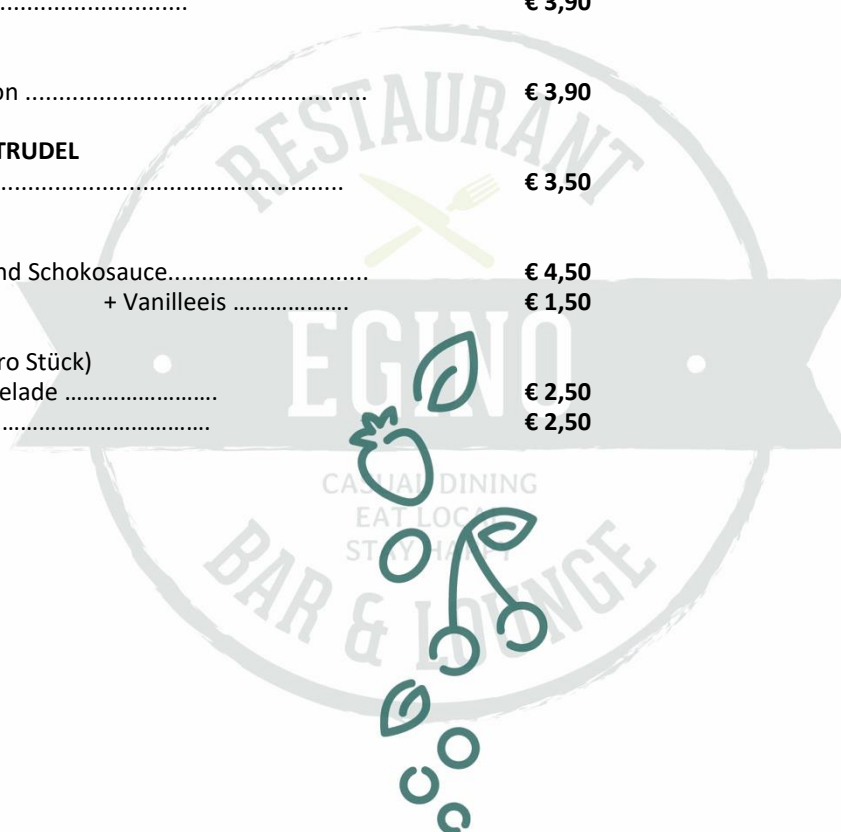 ............................ € 3,90
on ................................................... € 3,90
TRUDEL
................................................... € 3,50
nd Schokosauce.............................. € 4,50
+ Vanilleeis ................... € 1,50
ro Stück)
elade ......................... € 2,50
.................................. € 2,50
RESTAURANT
EGINO
CASUAL DINING
EAT LOCAL
STAY HAPPY
BAR & LOUNGE